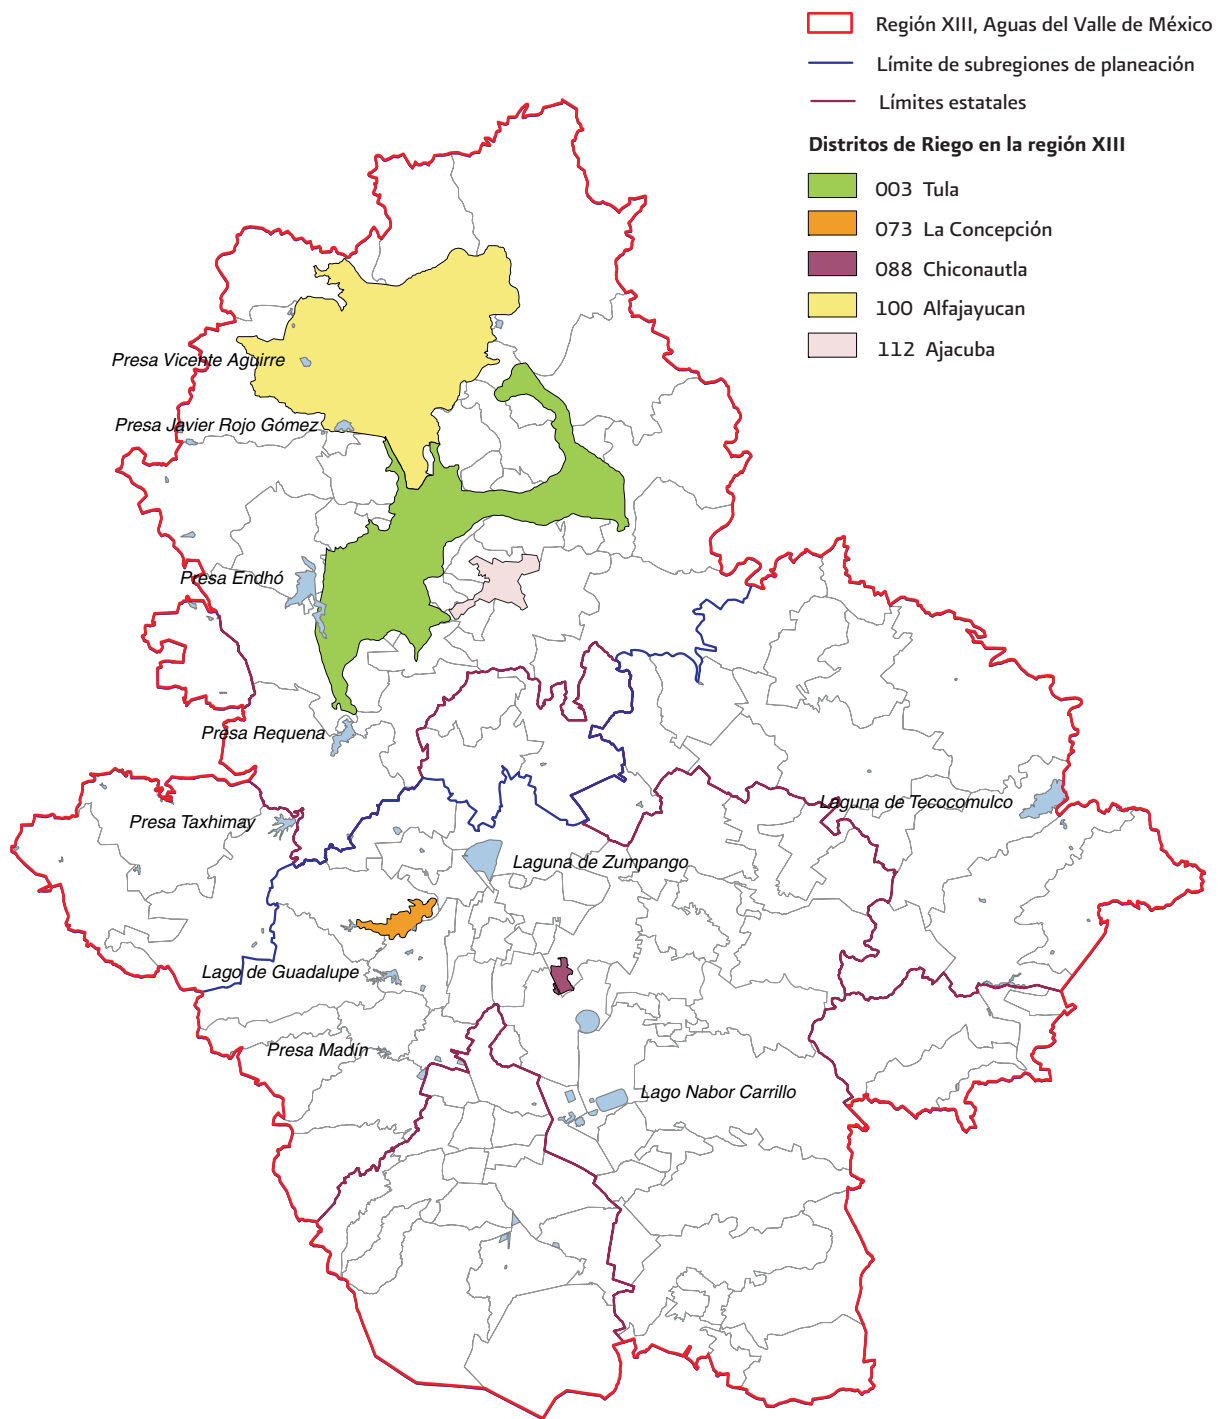 Región XIII, Aguas del Valle de México
Límite de subregiones de planeación
Límites estatales
Distritos de Riego en la región XIII
003 Tula
073 La Concepción
088 Chiconautla
100 Alfajayucan
112 Ajacuba
Presa Vicente Aguirre
Presa Javier Rojo Gómez
Presa Endhó
Presa Requena
Laguna de Tecocomulco
Presa Taxhimay
Laguna de Zumpango
Lago de Guadalupe
Presa Madín
Lago Nabor Carrillo